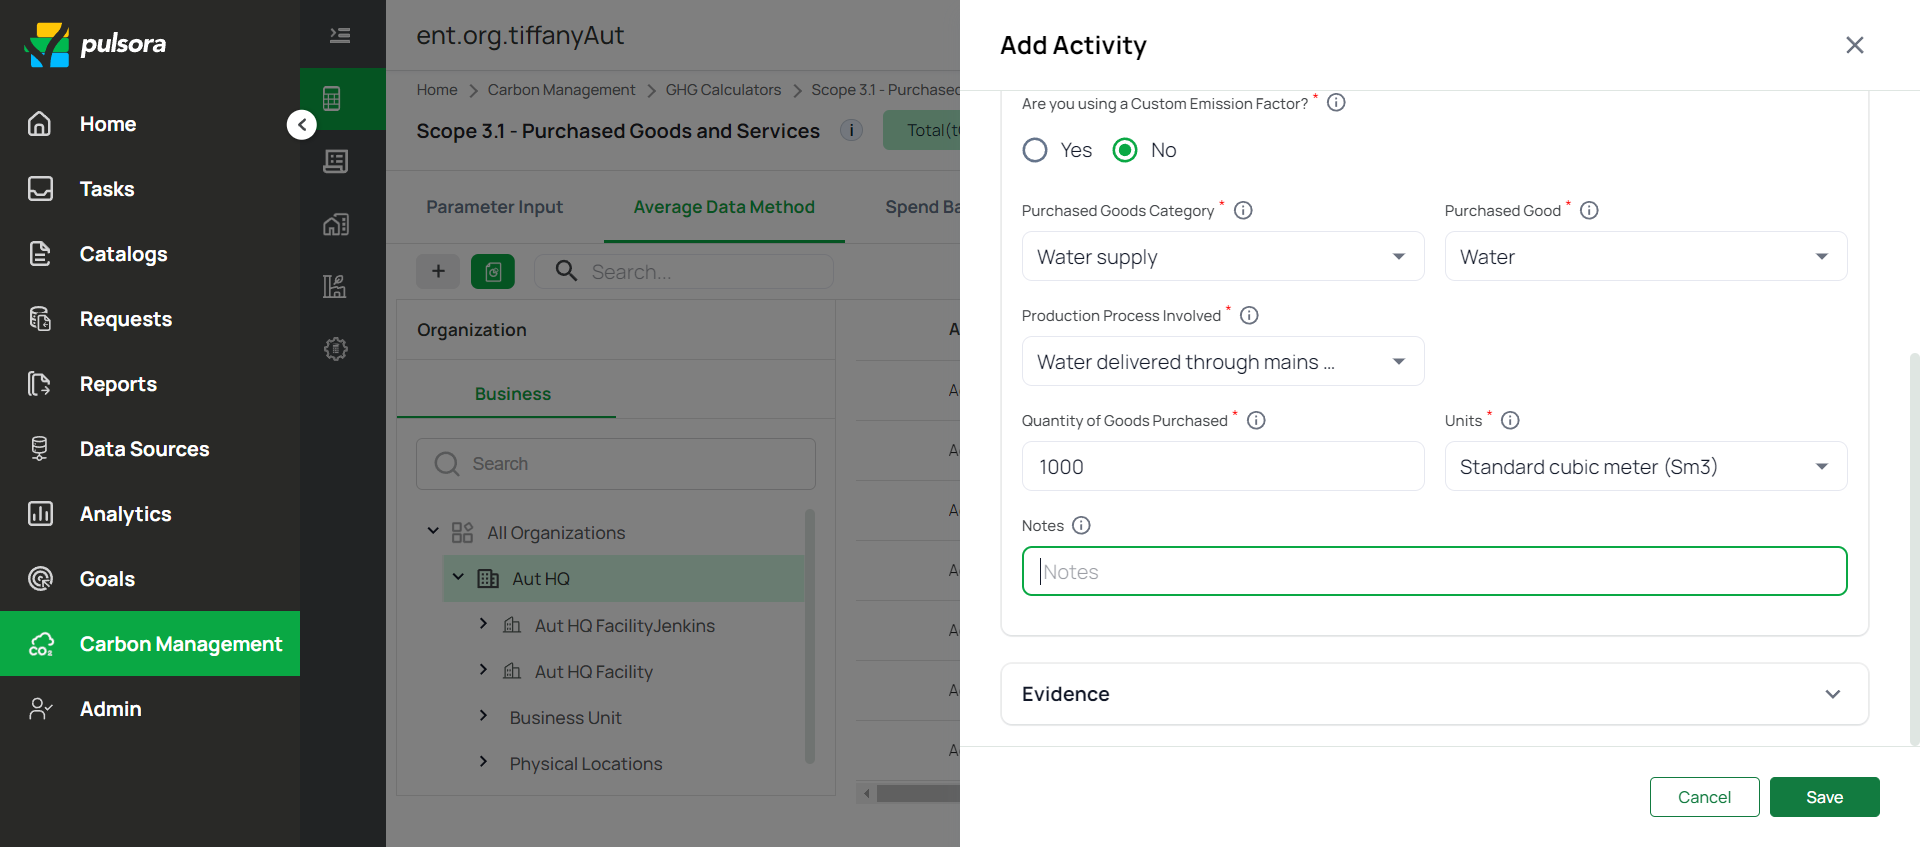 pulsora
Home
Tasks
Catalogs
Requests
Reports
Data Sources
Analytics
Goals
Carbon Management
Admin
ent.org.tiffanyAut
Home > Carbon Management > GHG Calculators > Scope 3.1 - Purchased
Scope 3.1 - Purchased Goods and Services
Total(t
Parameter Input
Average Data Method
Spend Ba
Search...
Organization
Business
Search
All Organizations
Aut HQ
Aut HQ FacilityJenkins
Aut HQ Facility
Business Unit
Physical Locations
Add Activity
Are you using a Custom Emission Factor? *
Yes
No
Purchased Goods Category *
Purchased Good *
Water supply
Water
Production Process Involved *
Water delivered through mains ...
Quantity of Goods Purchased *
Units *
1000
Standard cubic meter (Sm3)
Notes
Notes
Evidence
Cancel
Save